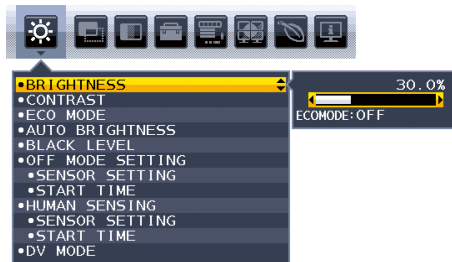 •BRIGHTNESS
•CONTRAST
•ECO MODE
•AUTO BRIGHTNESS
•BLACK LEVEL
•OFF MODE SETTING
•SENSOR SETTING
•START TIME
•HUMAN SENSING
•SENSOR SETTING
•START TIME
•DV MODE
30.0%
ECOMODE:OFF